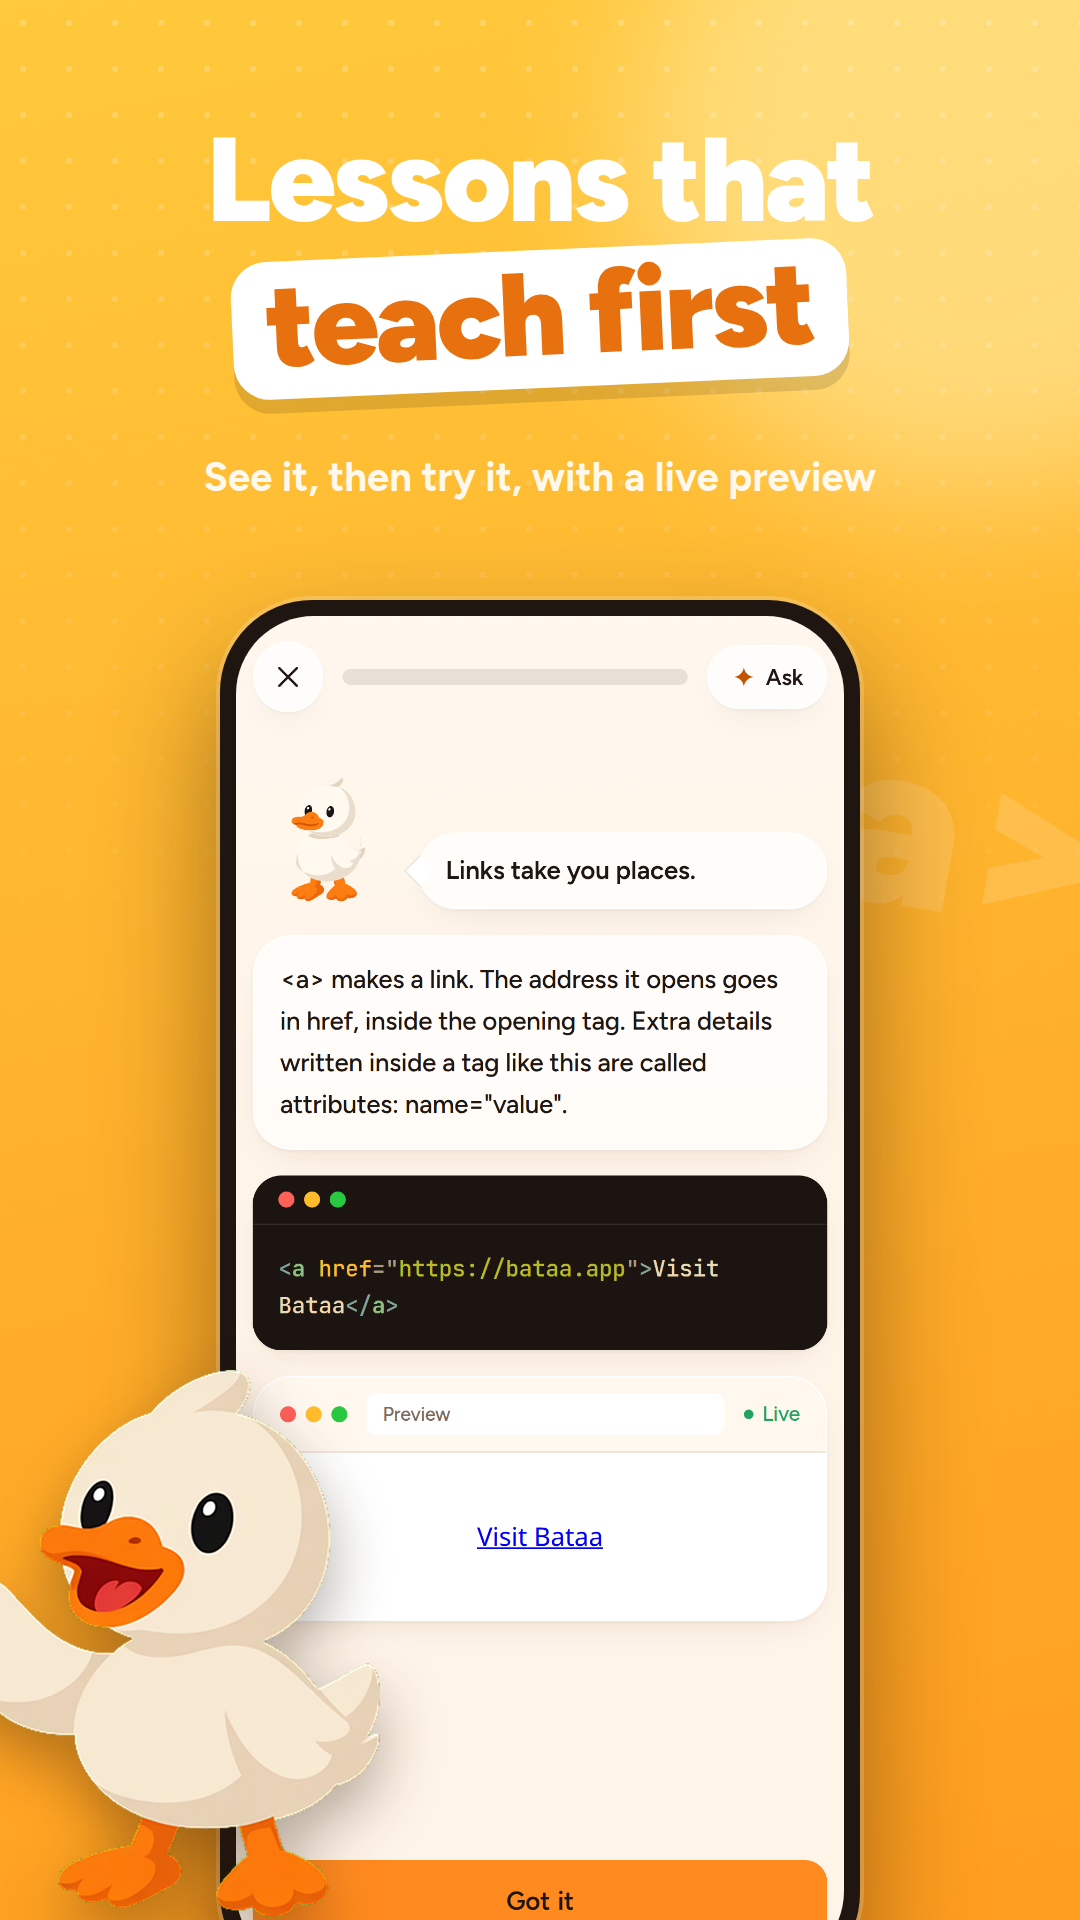 Lessons that
teach first
See it, then try it, with a live preview
Ask
Links take you places.
<a> makes a link. The address it opens goes
in href, inside the opening tag. Extra details
written inside a tag like this are called
attributes: name="value".
<a href="https://bataa.app">Visit
Bataa</a>
Preview
Live
Visit Bataa
Got it
a>